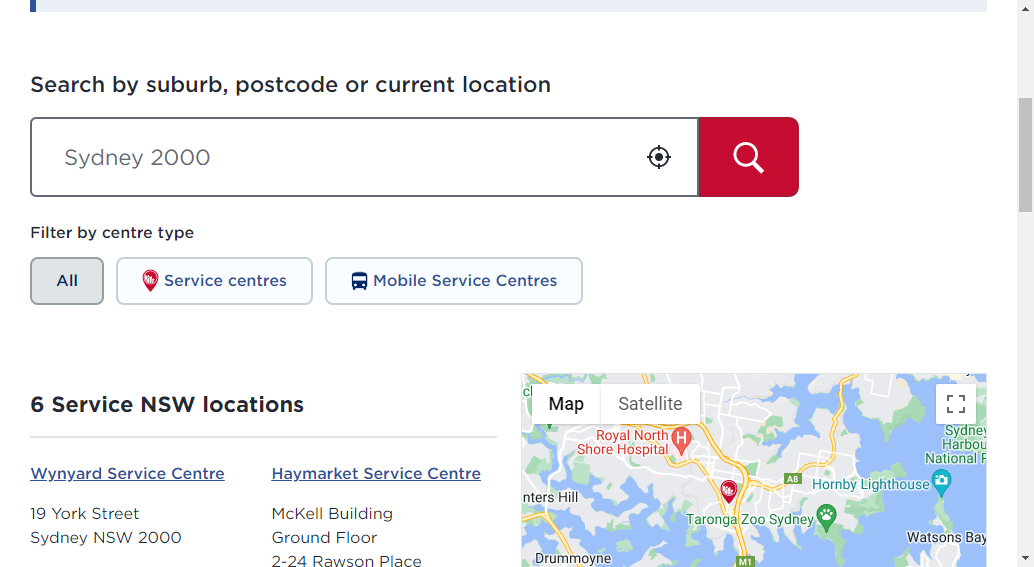 Search by suburb, postcode or current location
Sydney 2000
Filter by centre type
All
Service centres
Mobile Service Centres
6 Service NSW locations
Wynyard Service Centre
19 York Street
Sydney NSW 2000
Haymarket Service Centre
McKell Building
Ground Floor
2-24 Rawson Place
Map
Satellite
Royal North
Shore Hospital
H
Sydney
Harbou
National P
A8
Hornby Lighthouse
nters Hill
Taronga Zoo Sydney
Watsons Bay
Drummoyne
M1